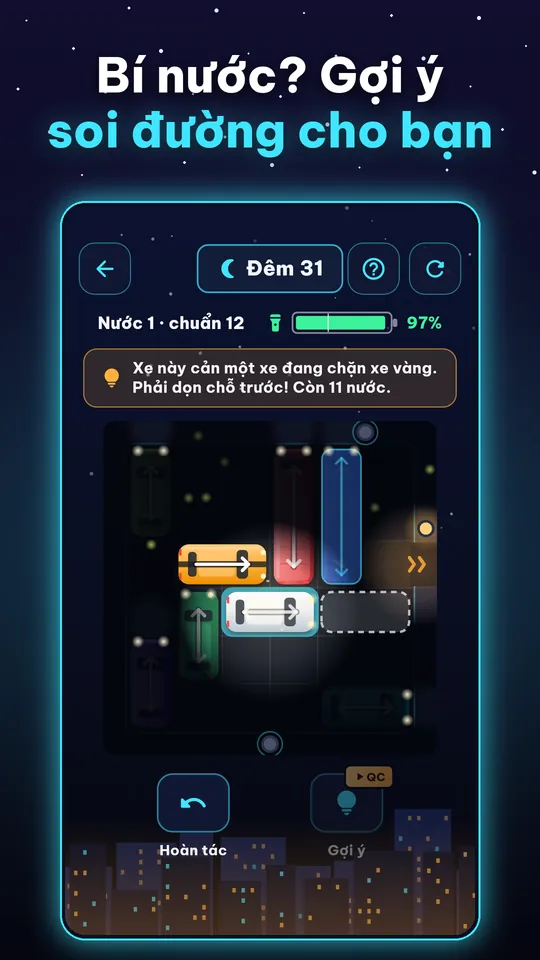 Bí nước? Gợi ý
soi đường cho bạn
Đêm 31
Nước 1 · chuẩn 12
97%
Xe này cản một xe đang chặn xe vàng.
Phải dọn chỗ trước! Còn 11 nước.
QC
Hoàn tác
Gợi ý